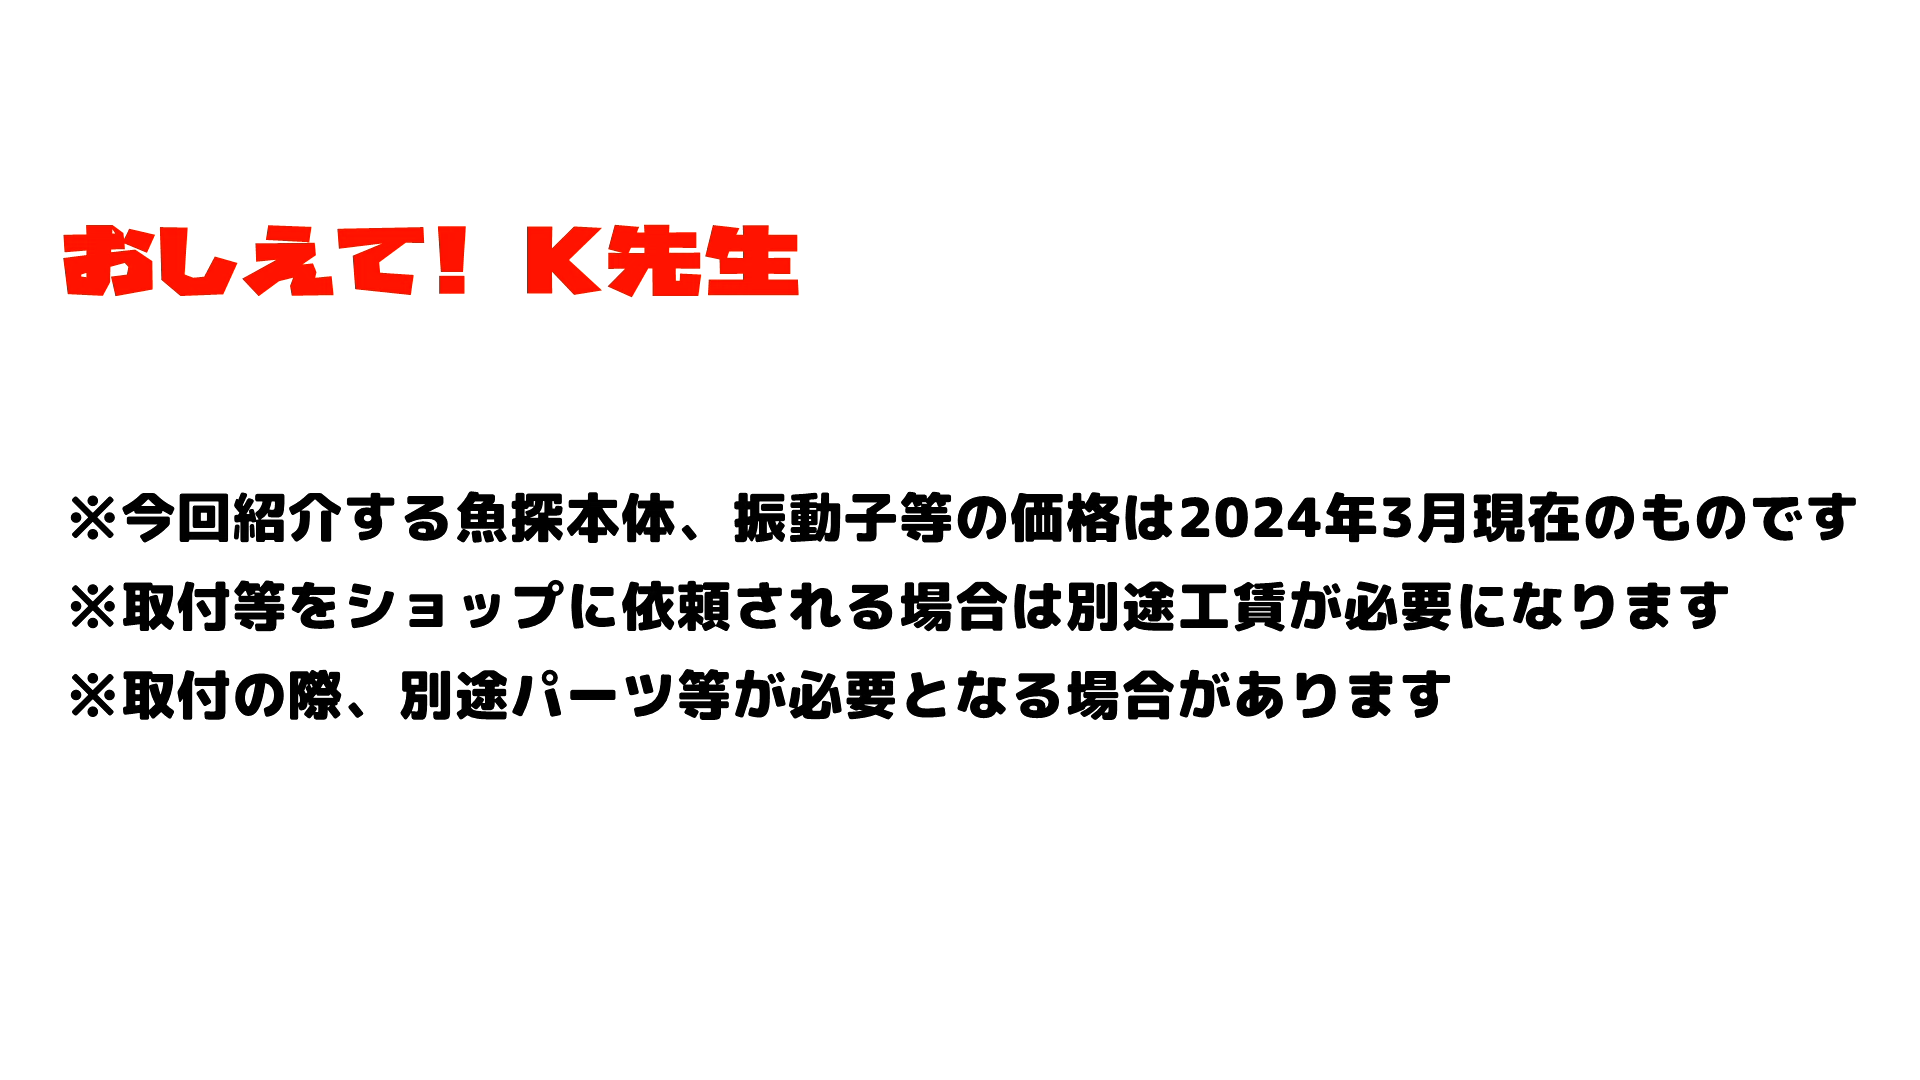 おしえて！K先生
※今回紹介する魚探本体、振動子等の価格は2024年3月現在のものです
※取付等をショップに依頼される場合は別途工賃が必要になります
※取付の際、別途パーツ等が必要となる場合があります